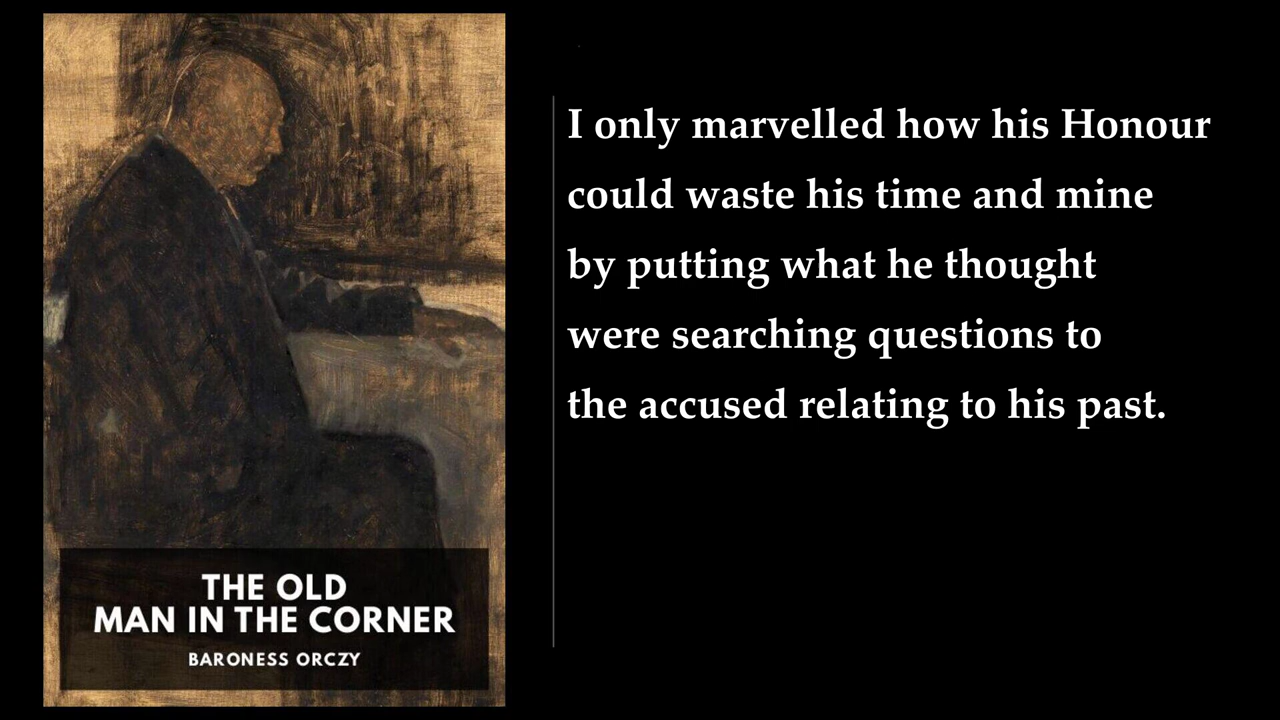 THE OLD
MAN IN THE CORNER
BARONESS ORCZY
I only marvelled how his Honour
could waste his time and mine
by putting what he thought
were searching questions to
the accused relating to his past.